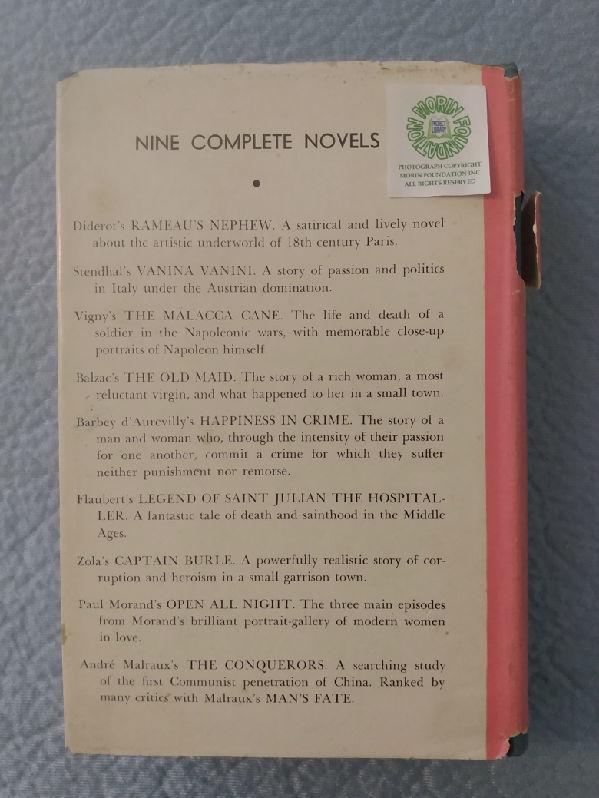 NINE COMPLETE NOVELS
MORIN FOUNDATION
POCKET
LIBRARY
PHOTOGRAPH COPYRIGHT
MORIN FOUNDATION INC
ALL RIGHTS RESERVED
Diderot's RAMEAU'S NEPHEW. A satirical and lively novel
about the artistic underworld of 18th century Paris.
Stendhal's VANINA VANINI. A story of passion and politics
in Italy under the Austrian domination.
Vigny's THE MALACCA CANE. The life and death of a
soldier in the Napoleonic wars, with memorable close-up
portraits of Napoleon himself.
Balzac's THE OLD MAID. The story of a rich woman, a most
reluctant virgin, and what happened to her in a small town.
Barbey d'Aurevilly's HAPPINESS IN CRIME. The story of a
man and woman who, through the intensity of their passion
for one another, commit a crime for which they suffer
neither punishment nor remorse.
Flaubert's LEGEND OF SAINT JULIAN THE HOSPITAL-
LER. A fantastic tale of death and sainthood in the Middle
Ages.
Zola's CAPTAIN BURLE. A powerfully realistic story of cor-
ruption and heroism in a small garrison town.
Paul Morand's OPEN ALL NIGHT. The three main episodes
from Morand's brilliant portrait-gallery of modern women
in love.
André Malraux's THE CONQUERORS. A searching study
of the first Communist penetration of China. Ranked by
many critics with Malraux's MAN'S FATE.